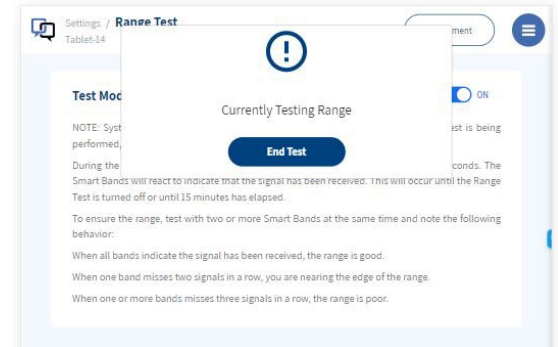 Settings / Range Test
Tablet-14
ment
Test Mod
ON
Currently Testing Range
End Test
NOTE: Syst
est is being
performed,
During the
conds. The
Smart Bands will react to indicate that the signal has been received. This will occur until the Range
Test is turned off or until 15 minutes has elapsed.
To ensure the range, test with two or more Smart Bands at the same time and note the following
behavior:
When all bands indicate the signal has been received, the range is good.
When one band misses two signals in a row, you are nearing the edge of the range.
When one or more bands misses three signals in a row, the range is poor.